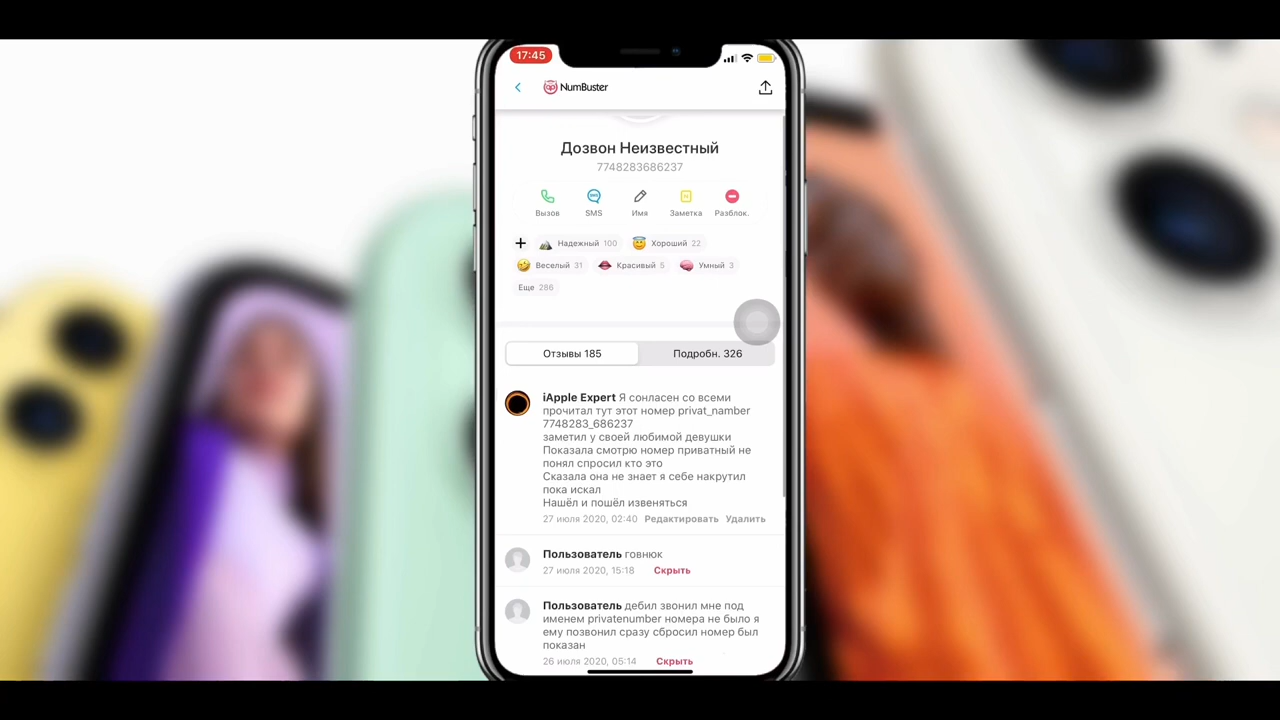 17:45
NumBuster
Дозвон Неизвестный
7748283686237
Вызов SMS Имя Заметка Разблок.
+ Надежный 100 Хороший 22
Веселый 31 Красивый 5 Умный 3
Еще 286
Отзывы 185 Подробн. 326
iApple Expert Я сонласен со всеми
прочитал тут этот номер privat_namber
7748283_686237
заметил у своей любимой девушки
Показала смотрю номер приватный не
понял спросил кто это
Сказала она не знает я себе накрутил
пока искал
Нашёл и пошёл извеняться
27 июля 2020, 02:40 Редактировать Удалить
Пользователь говнюк
27 июля 2020, 15:18 Скрыть
Пользователь дебил звонил мне под
именем privatenumber номера не было я
ему позвонил сразу сбросил номер был
показан
26 июля 2020, 05:14 Скрыть